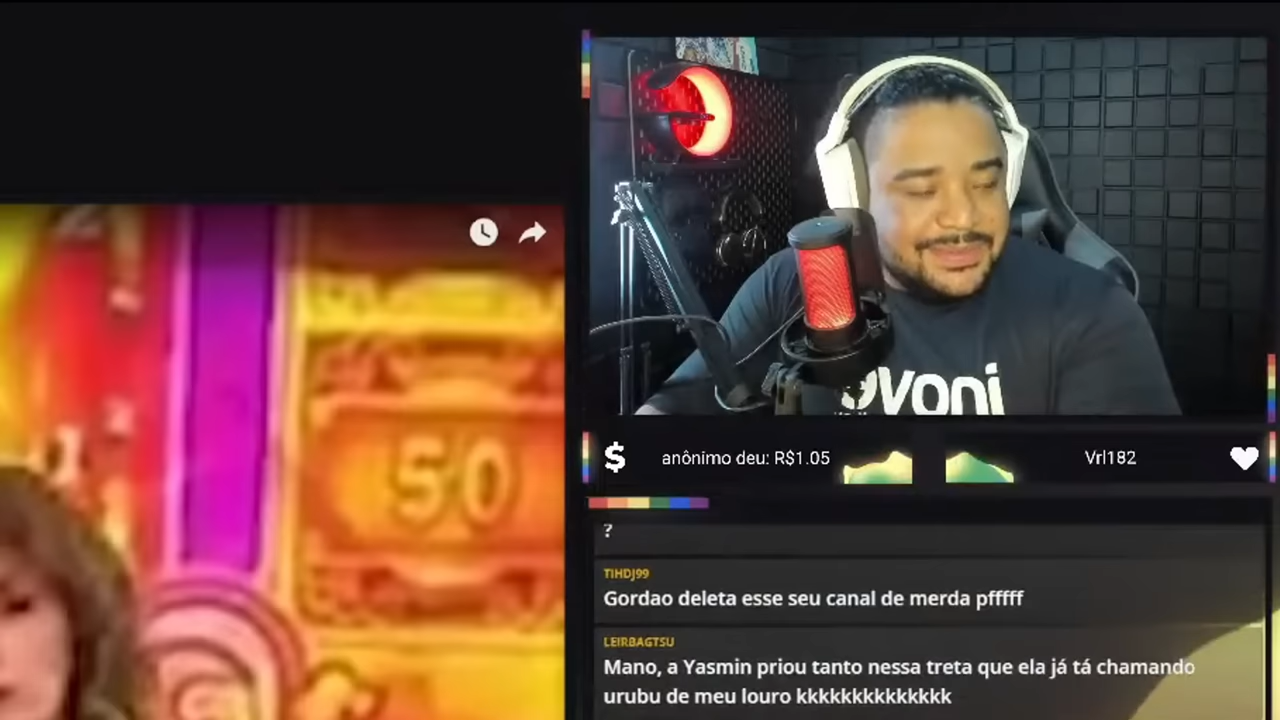 50
voni
anônimo deu: R$1.05
Vrl182
?
TIHDJ99
Gordao deleta esse seu canal de merda pfffff
LEIRBAGTSU
Mano, a Yasmin priou tanto nessa treta que ela já tá chamando
urubu de meu louro kkkkkkkkkkkkkk